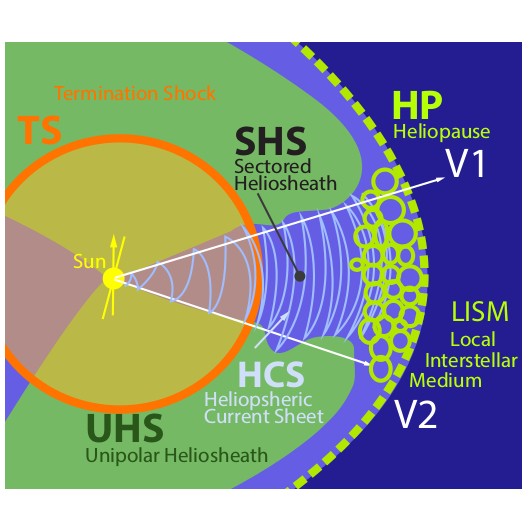 Termination Shock
TS
HP
Heliopause
SHS
Sectored
Heliosheath
V1
Sun
LISM
Local
Interstellar
Medium
HCS
Heliopsheric
Current Sheet
V2
UHS
Unipolar Heliosheath